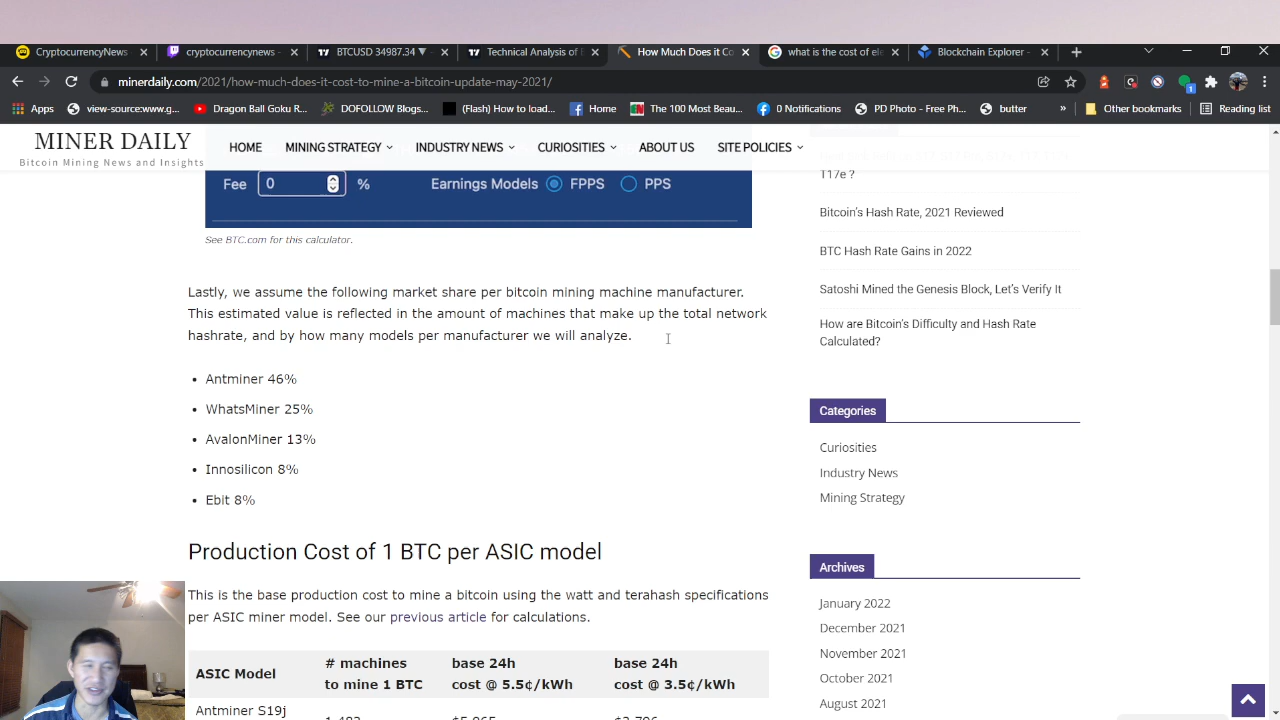 CryptocurrencyNews
cryptocurrencynews -
BTCUSD 34987.34 ▼
Technical Analysis of
How Much Does it Co
what is the cost of ele
Blockchain Explorer -
minerdaily.com/2021/how-much-does-it-cost-to-mine-a-bitcoin-update-may-2021/
Apps
view-source:www.g...
Dragon Ball Goku R...
DOFOLLOW Blogs...
(Flash) How to load...
Home
The 100 Most Beau...
0 Notifications
PD Photo - Free Ph...
butter
»
Other bookmarks
Reading list
MINER DAILY
Bitcoin Mining News and Insights
HOME
MINING STRATEGY
INDUSTRY NEWS
CURIOSITIES
ABOUT US
SITE POLICIES
Fee 0 %
Earnings Models FPPS PPS
See BTC.com for this calculator.
Lastly, we assume the following market share per bitcoin mining machine manufacturer.
This estimated value is reflected in the amount of machines that make up the total network
hashrate, and by how many models per manufacturer we will analyze.
• Antminer 46%
• WhatsMiner 25%
• AvalonMiner 13%
• Innosilicon 8%
• Ebit 8%
Production Cost of 1 BTC per ASIC model
This is the base production cost to mine a bitcoin using the watt and terahash specifications
per ASIC miner model. See our previous article for calculations.
ASIC Model
# machines
to mine 1 BTC
base 24h
cost @ 5.5¢/kWh
base 24h
cost @ 3.5¢/kWh
Antminer S19j
T17e ?
Bitcoin's Hash Rate, 2021 Reviewed
BTC Hash Rate Gains in 2022
Satoshi Mined the Genesis Block, Let's Verify It
How are Bitcoin's Difficulty and Hash Rate
Calculated?
Categories
Curiosities
Industry News
Mining Strategy
Archives
January 2022
December 2021
November 2021
October 2021
August 2021